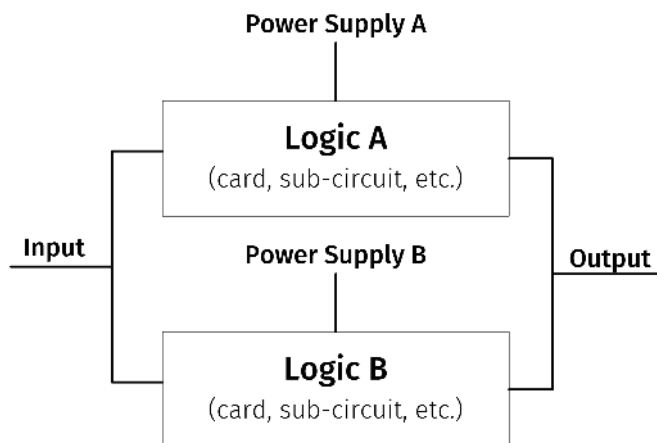 Power Supply A
Logic A
(card, sub-circuit, etc.)
Input
Power Supply B
Output
Logic B
(card, sub-circuit, etc.)